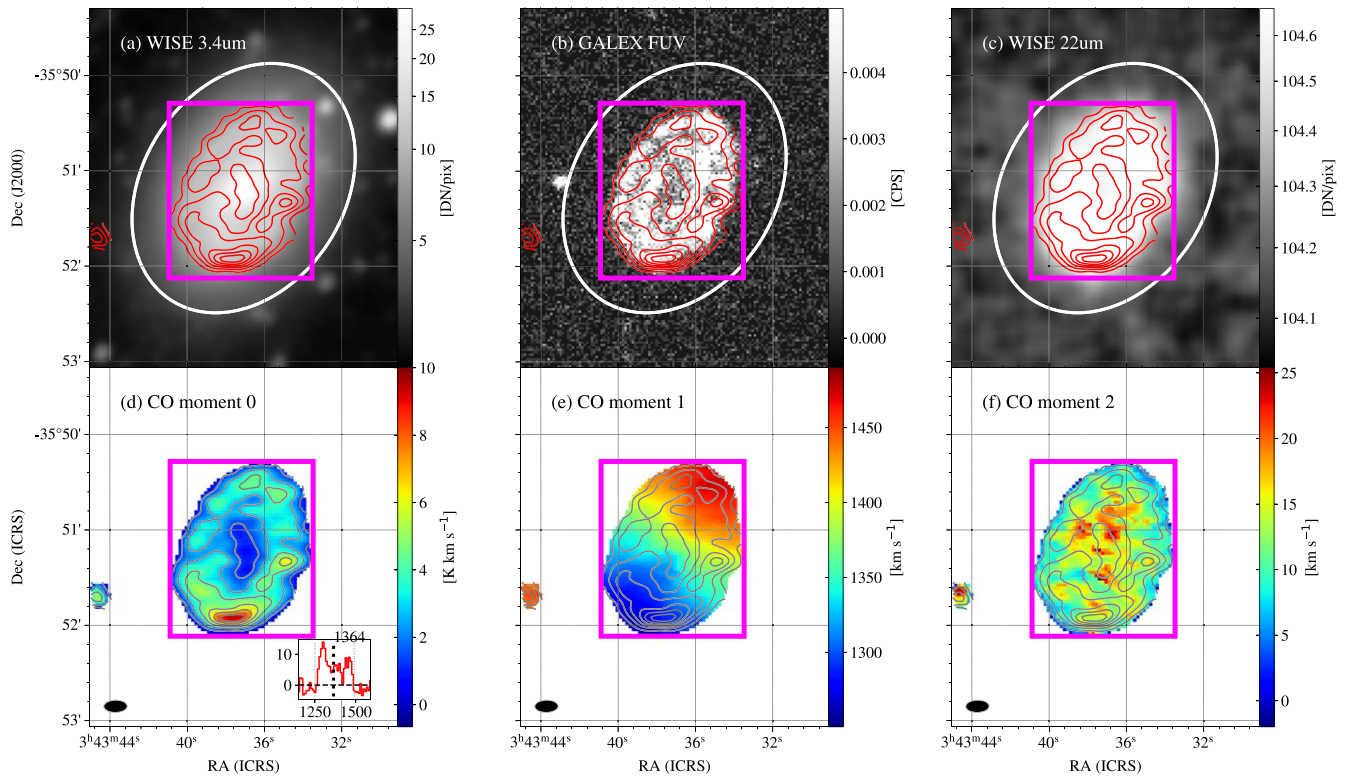 (a) WISE 3.4um
(b) GALEX FUV
(c) WISE 22um
-35°50'
51'
52'
53'
Dec (J2000)
25
20
15
10
5
[DN/pix]
0.004
0.003
0.002
0.001
0.000
[CPS]
104.6
104.5
104.4
104.3
104.2
104.1
[DN/pix]
(d) CO moment 0
(e) CO moment 1
(f) CO moment 2
-35°50'
51'
52'
53'
Dec (ICRS)
10
8
6
4
2
0
[K km s⁻¹]
1450
1400
1350
1300
[km s⁻¹]
25
20
15
10
5
0
[km s⁻¹]
1364
10
0
1250 1500
3ʰ43ᵐ44ˢ 40ˢ 36ˢ 32ˢ
3ʰ43ᵐ44ˢ 40ˢ 36ˢ 32ˢ
3ʰ43ᵐ44ˢ 40ˢ 36ˢ 32ˢ
RA (ICRS)
RA (ICRS)
RA (ICRS)